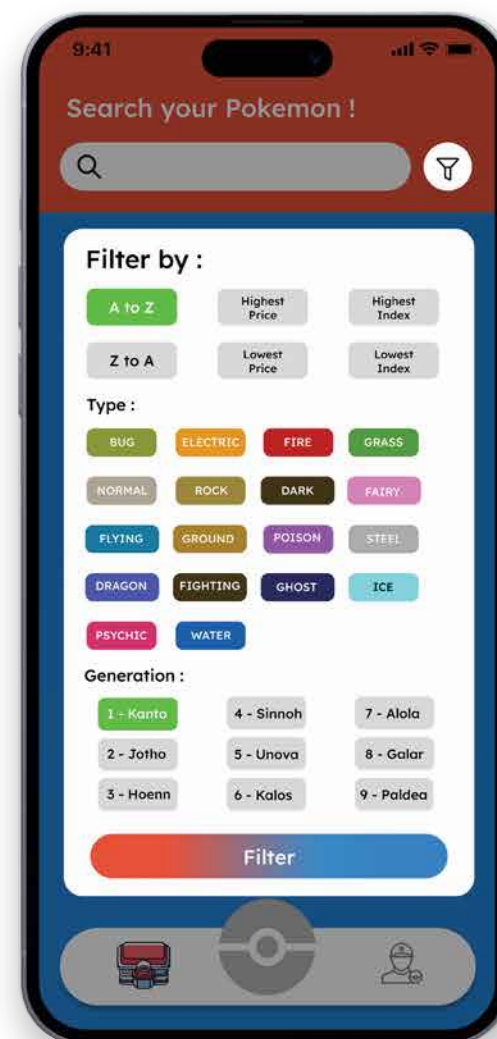 9:41
Search your Pokemon !
Filter by :
A to Z Highest Price Highest Index
Z to A Lowest Price Lowest Index
Type :
BUG ELECTRIC FIRE GRASS
NORMAL ROCK DARK FAIRY
FLYING GROUND POISON STEEL
DRAGON FIGHTING GHOST ICE
PSYCHIC WATER
Generation :
1 - Kanto 4 - Sinnoh 7 - Alola
2 - Jotho 5 - Unova 8 - Galar
3 - Hoenn 6 - Kalos 9 - Paldea
Filter